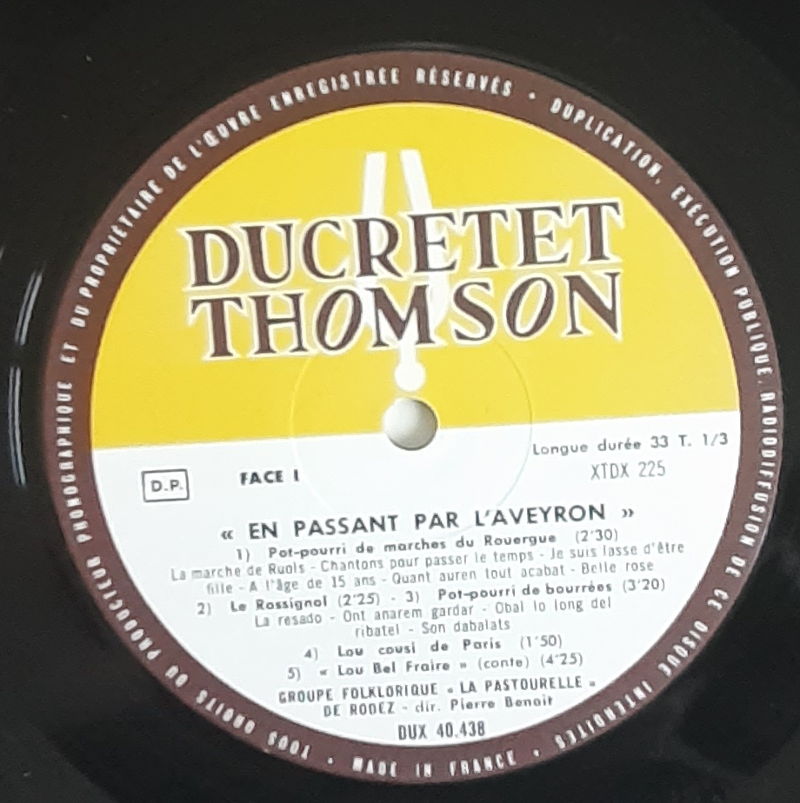 TOUS DROITS DU PRODUCTEUR PHONOGRAPHIQUE ET DU PROPRIÉTAIRE DE L'ŒUVRE ENREGISTRÉE RÉSERVÉS • DUPLICATION, EXÉCUTION PUBLIQUE, RADIODIFFUSION DE CE DISQUE INTERDITES • MADE IN FRANCE •
DUCRETET
THOMSON
Longue durée 33 T. 1/3
D.P.
FACE I
XTDX 225
« EN PASSANT PAR L'AVEYRON »
1) Pot-pourri de marches du Rouergue (2'30)
La marche de Ruols - Chantons pour passer le temps - Je suis lasse d'être
fille - A l'âge de 15 ans - Quant auren tout acabat - Belle rose
2) Le Rossignol (2'25) - 3) Pot-pourri de bourrées (3'20)
La resado - Ont anarem gardar - Obal lo long del
ribatel - Son dabalats
4) Lou cousi de Paris (1'50)
5) « Lou Bel Fraire » (conte) (4'25)
GROUPE FOLKLORIQUE « LA PASTOURELLE »
DE RODEZ - dir. Pierre Benoit
DUX 40.438